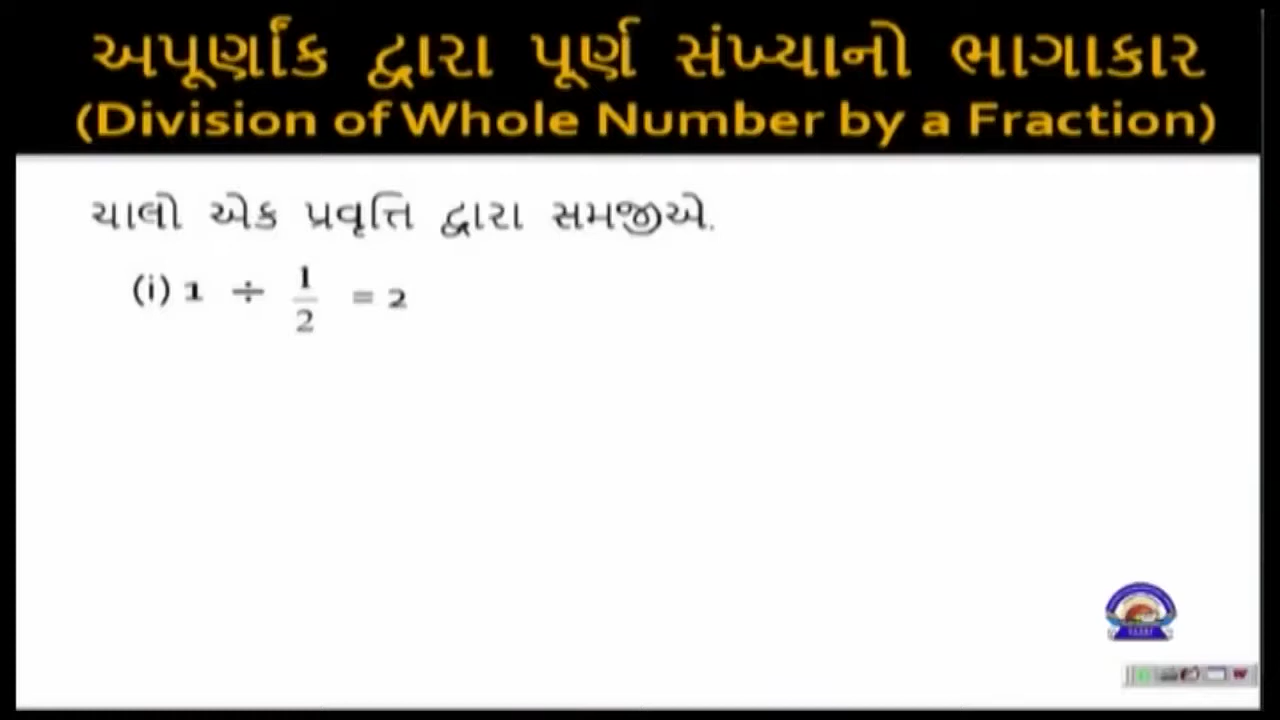 અપૂર્ણાંક દ્વારા પૂર્ણ સંખ્યાનો ભાગાકાર
(Division of Whole Number by a Fraction)
ચાલો એક પ્રવૃત્તિ દ્વારા સમજીએ.
(i) 1 ÷ 1/2 = 2